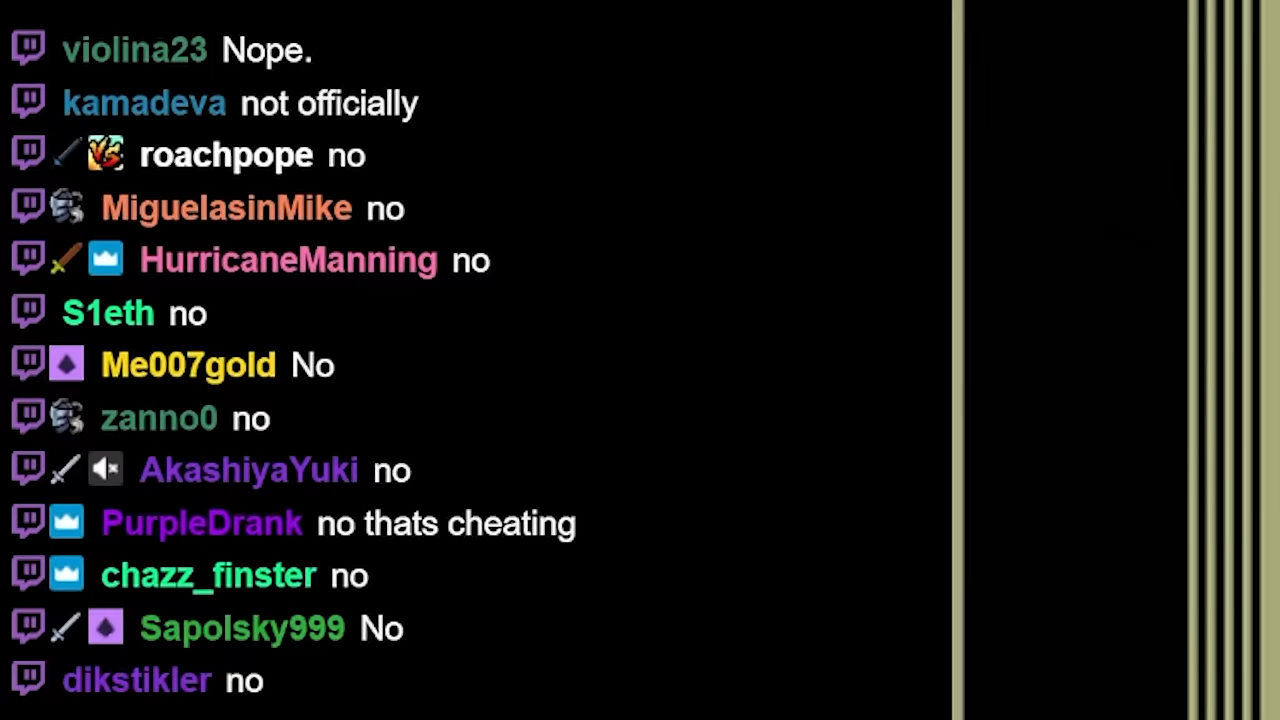 violina23 Nope.
kamadeva not officially
roachpope no
MiguelasinMike no
HurricaneManning no
S1eth no
Me007gold No
zanno0 no
AkashiyaYuki no
PurpleDrank no thats cheating
chazz_finster no
Sapolsky999 No
dikstikler no